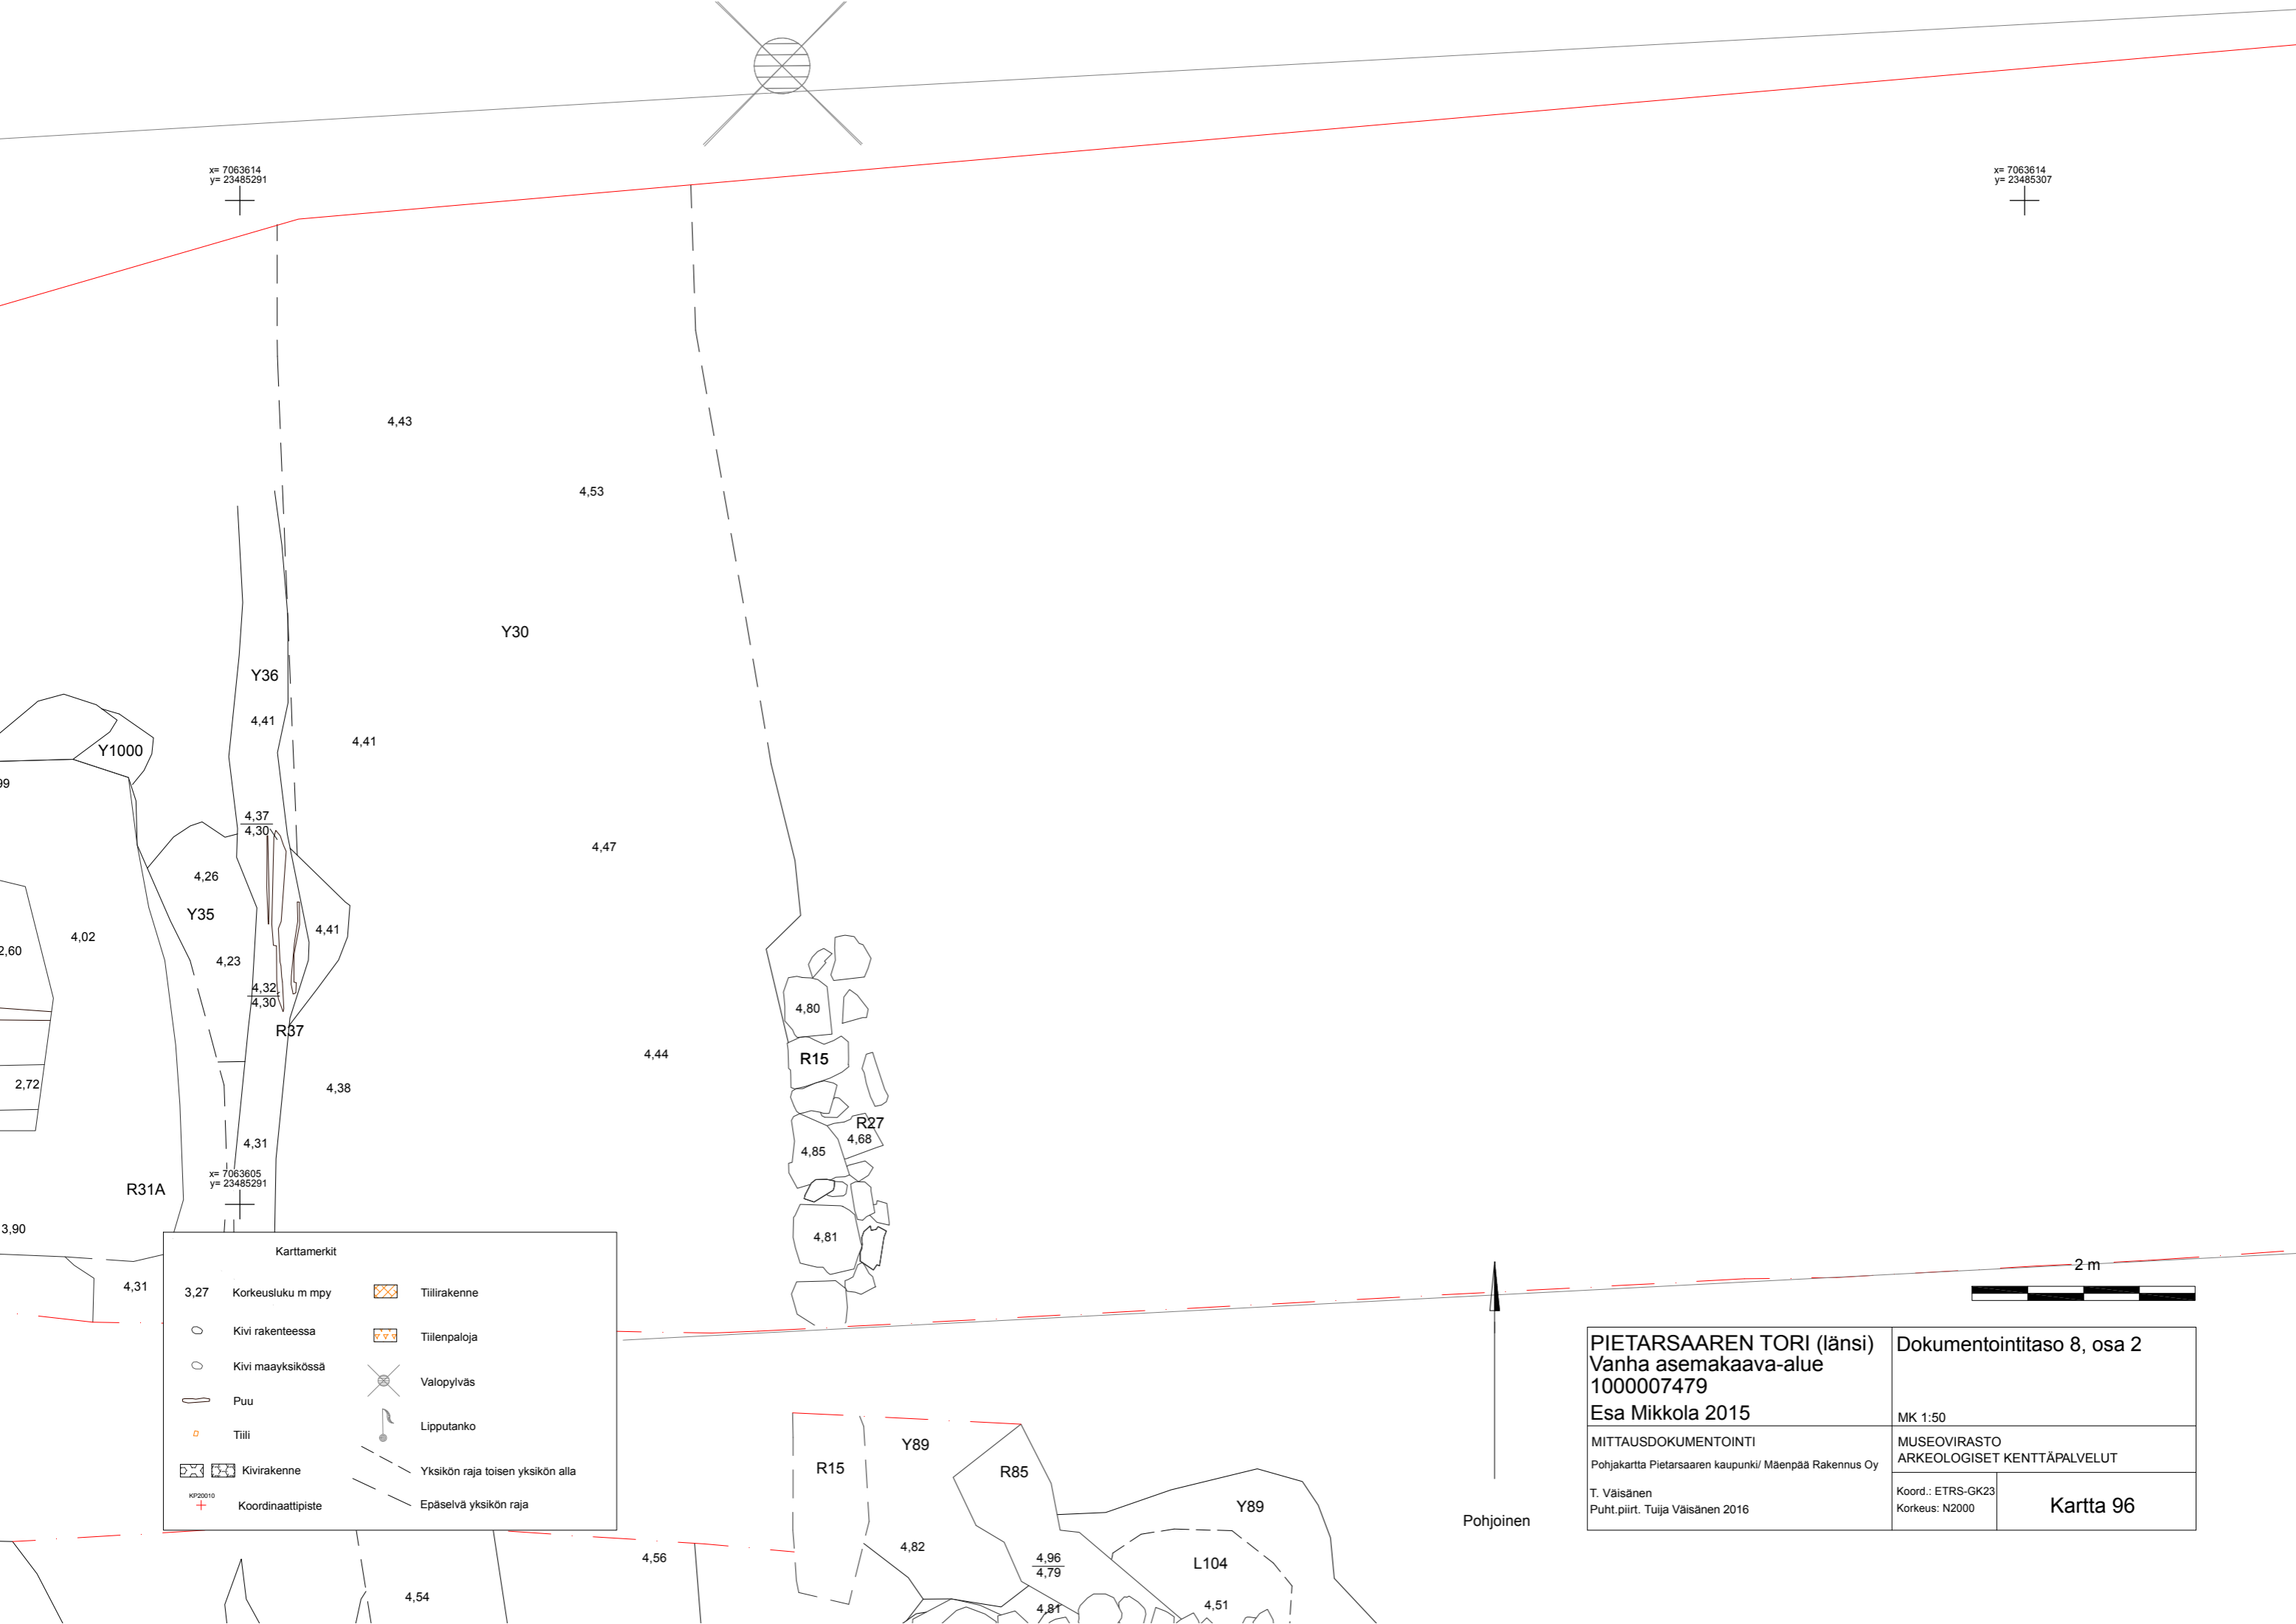 x= 7063614
y= 23485291
x= 7063614
y= 23485307
4,43
4,53
Y30
Y36
4,41
4,41
Y1000
99
4,37
4,30
4,47
4,26
Y35
4,02
4,41
2,60
4,23
4,32
4,30
R37
4,80
R15
4,44
2,72
4,38
R27
4,68
4,85
4,31
x= 7063605
y= 23485291
R31A
3,90
4,81
4,31
Karttamerkit
3,27 Korkeusluku m mpy
Kivi rakenteessa
Kivi maayksikössä
Puu
Tiili
Kivirakenne
KP20010
Koordinaattipiste
Tiilirakenne
Tiilenpaloja
Valopylväs
Lipputanko
Yksikön raja toisen yksikön alla
Epäselvä yksikön raja
2 m
Pohjoinen
PIETARSAAREN TORI (länsi)
Vanha asemakaava-alue
1000007479
Esa Mikkola 2015
Dokumentointitaso 8, osa 2
MK 1:50
MITTAUSDOKUMENTOINTI
Pohjakartta Pietarsaaren kaupunki/ Mäenpää Rakennus Oy
T. Väisänen
Puht.piirt. Tuija Väisänen 2016
MUSEOVIRASTO
ARKEOLOGISET KENTTÄPALVELUT
Koord.: ETRS-GK23
Korkeus: N2000
Kartta 96
Y89
R15
R85
Y89
4,82
4,56
4,96
4,79
L104
4,54
4,81
4,51